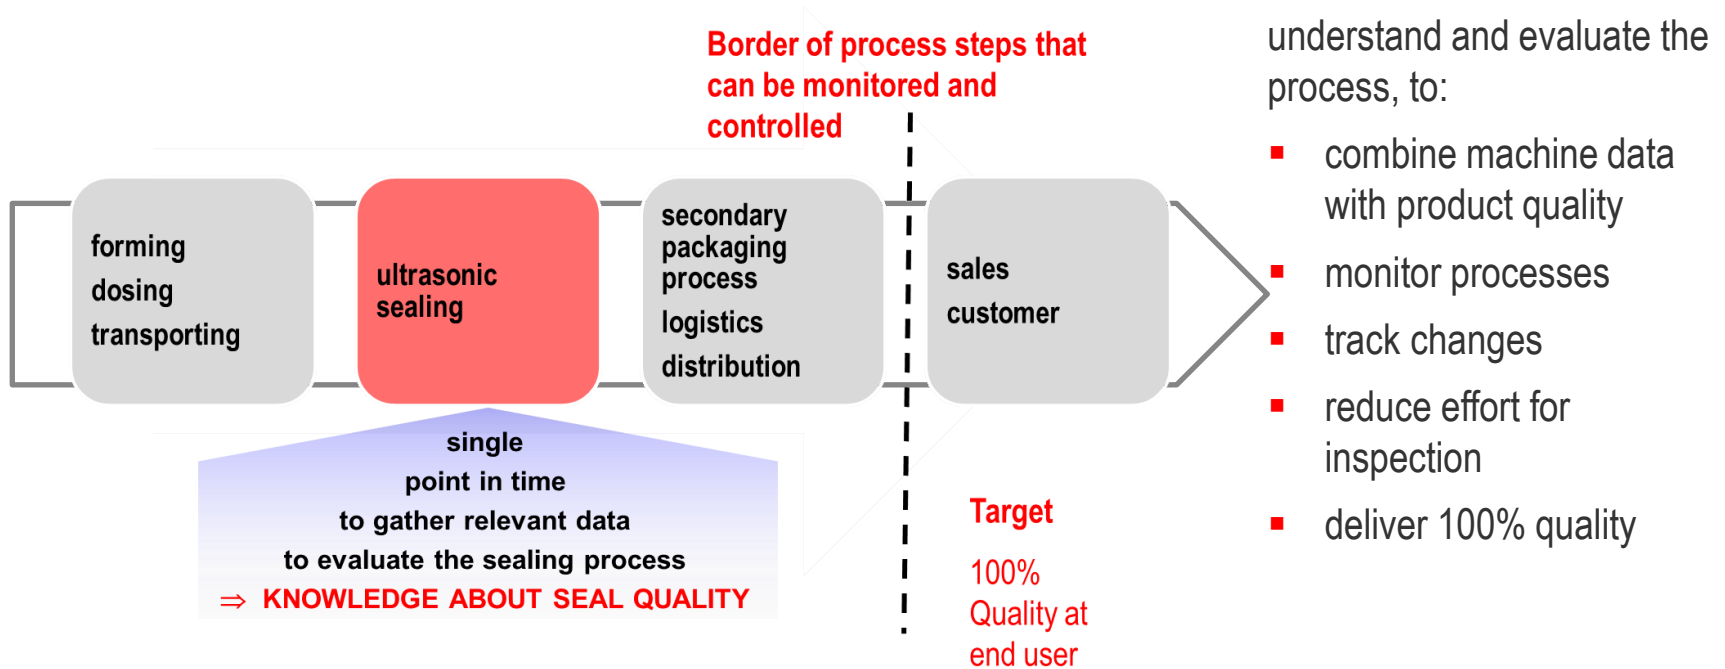 Border of process steps that
can be monitored and
controlled
forming
dosing
transporting
ultrasonic
sealing
secondary
packaging
process
logistics
distribution
sales
customer
single
point in time
to gather relevant data
to evaluate the sealing process
⇒ KNOWLEDGE ABOUT SEAL QUALITY
Target
100%
Quality at
end user
understand and evaluate the
process, to:
▪ combine machine data
with product quality
▪ monitor processes
▪ track changes
▪ reduce effort for
inspection
▪ deliver 100% quality